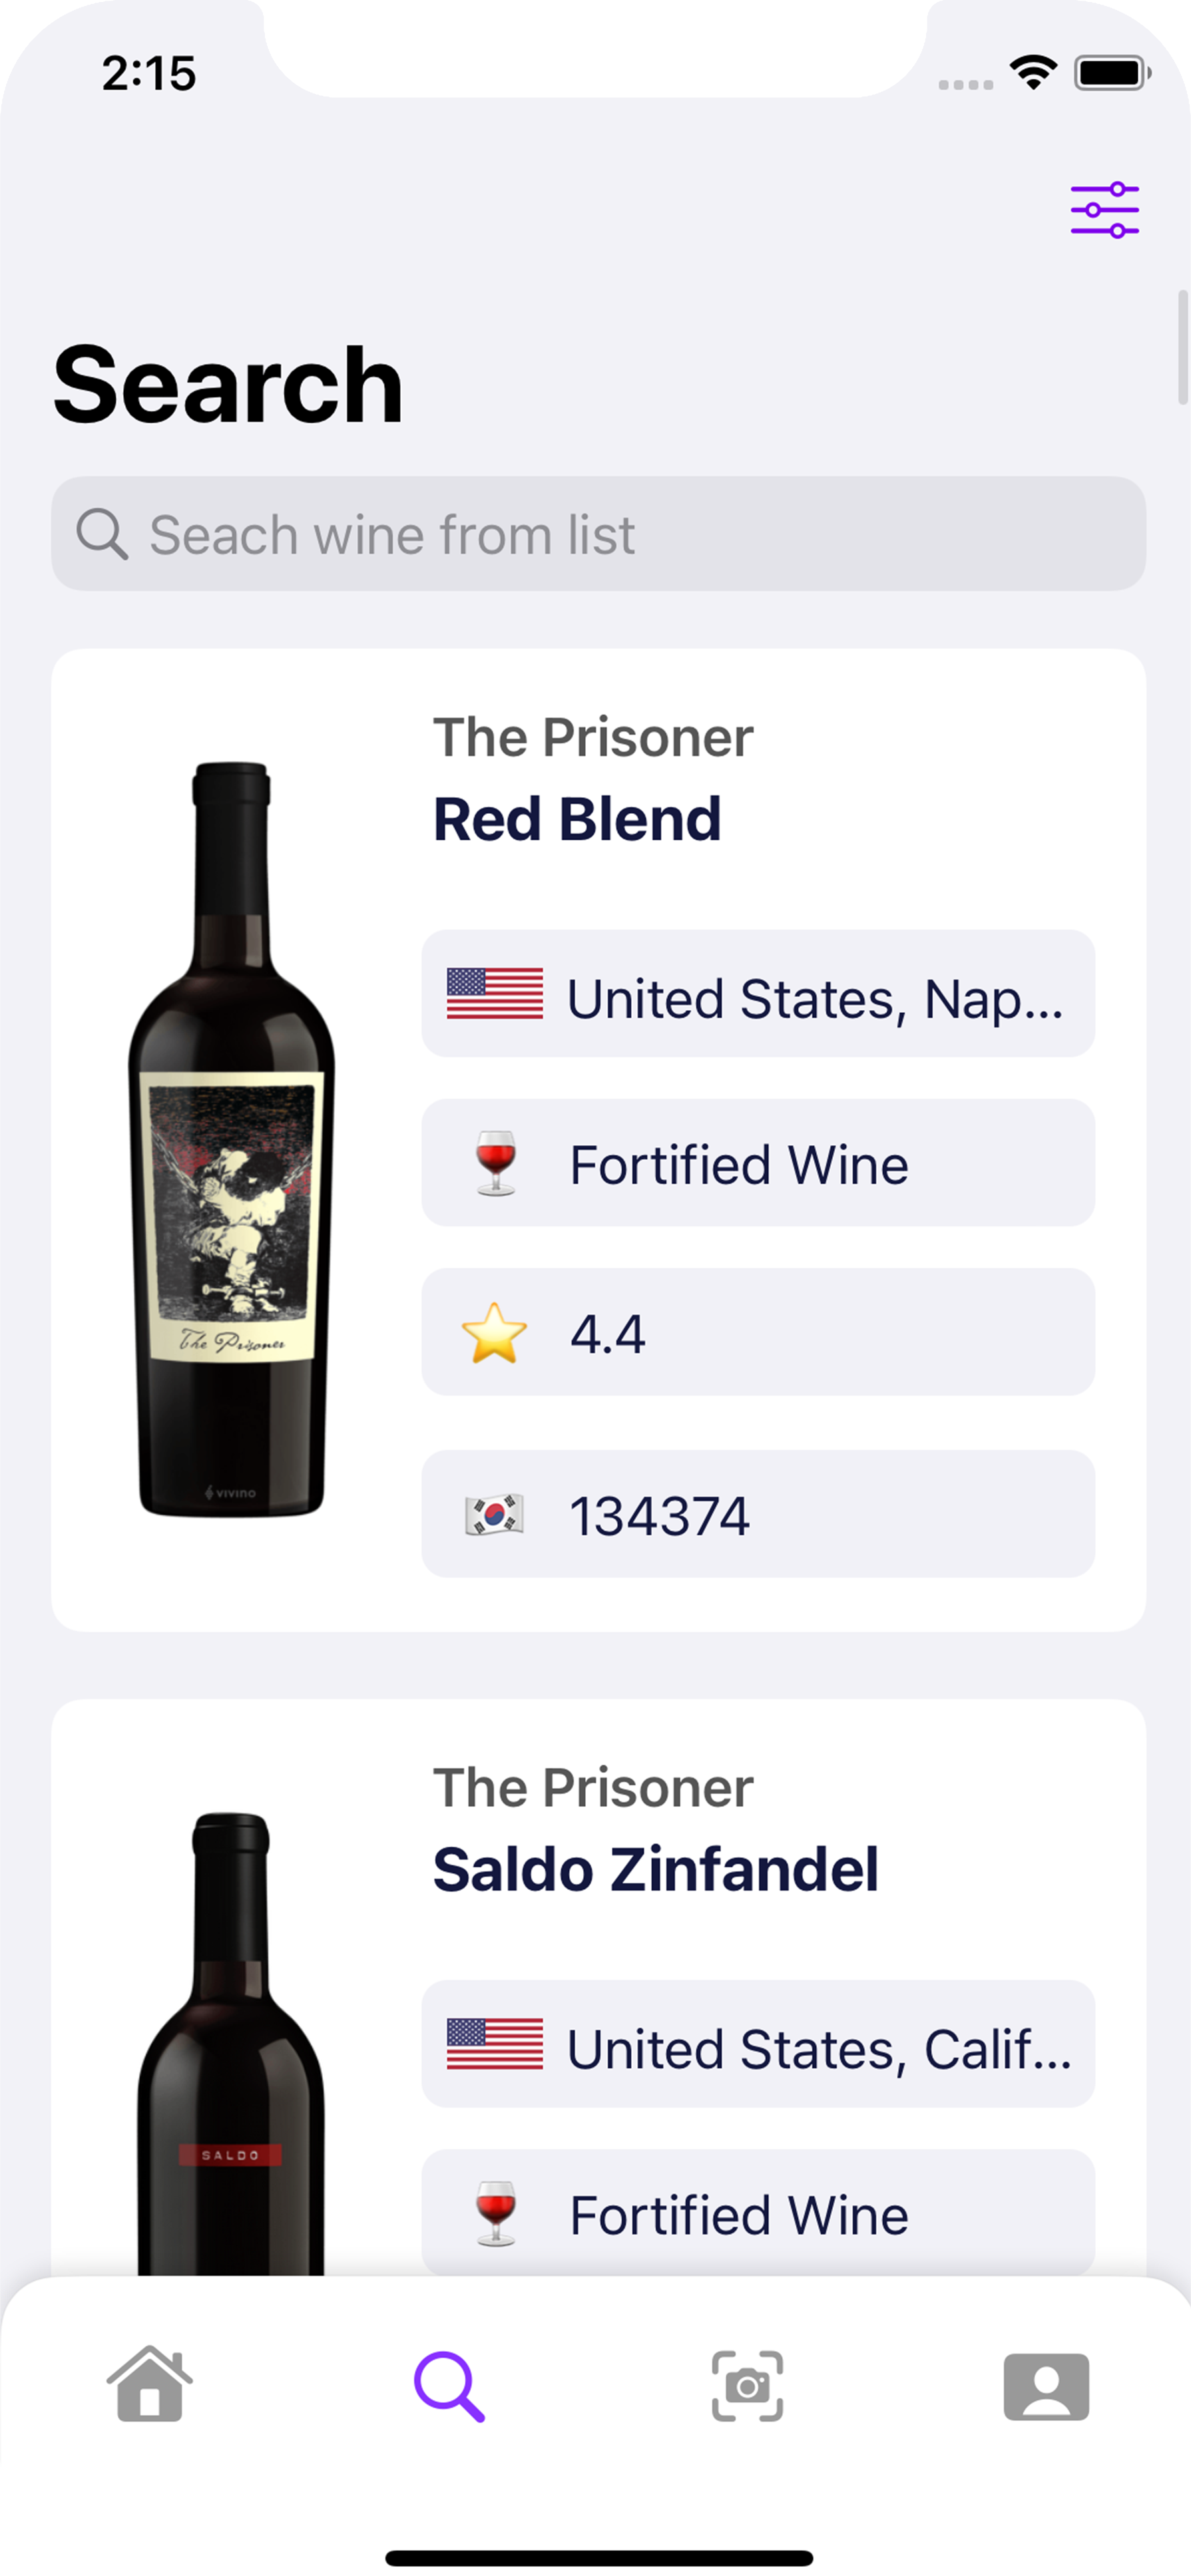 2:15
Search
Seach wine from list
The Prisoner
Red Blend
United States, Nap...
Fortified Wine
4.4
134374
The Prisoner
VIVINO
The Prisoner
Saldo Zinfandel
United States, Calif...
SALDO
Fortified Wine